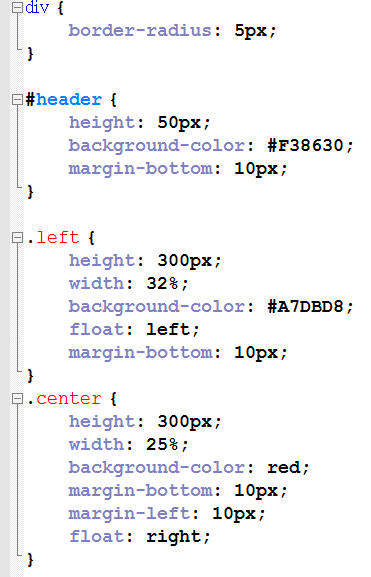 div {
    border-radius: 5px;
}

#header {
    height: 50px;
    background-color: #F38630;
    margin-bottom: 10px;
}

.left {
    height: 300px;
    width: 32%;
    background-color: #A7DBD8;
    float: left;
    margin-bottom: 10px;
}
.center {
    height: 300px;
    width: 25%;
    background-color: red;
    margin-bottom: 10px;
    margin-left: 10px;
    float: right;
}